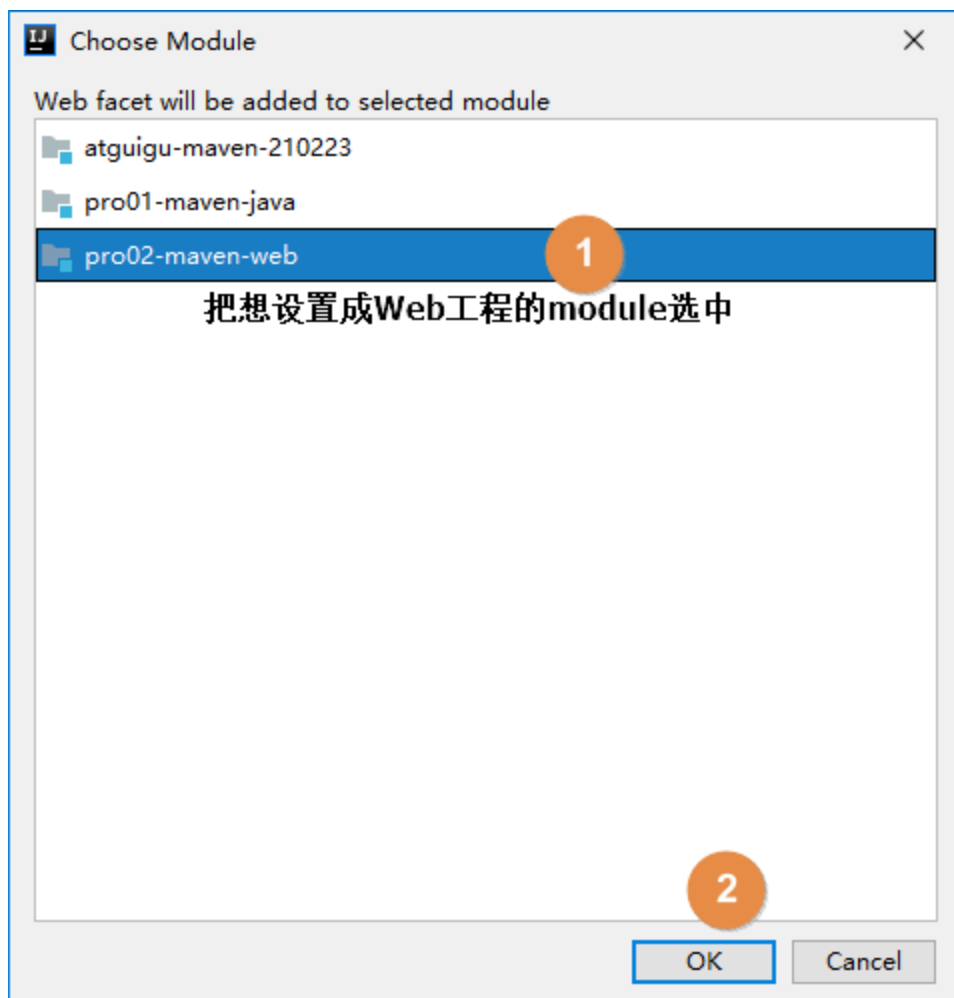 Choose Module
Web facet will be added to selected module
atguigu-maven-210223
pro01-maven-java
pro02-maven-web
1
把想设置成Web工程的module选中
2
OK
Cancel